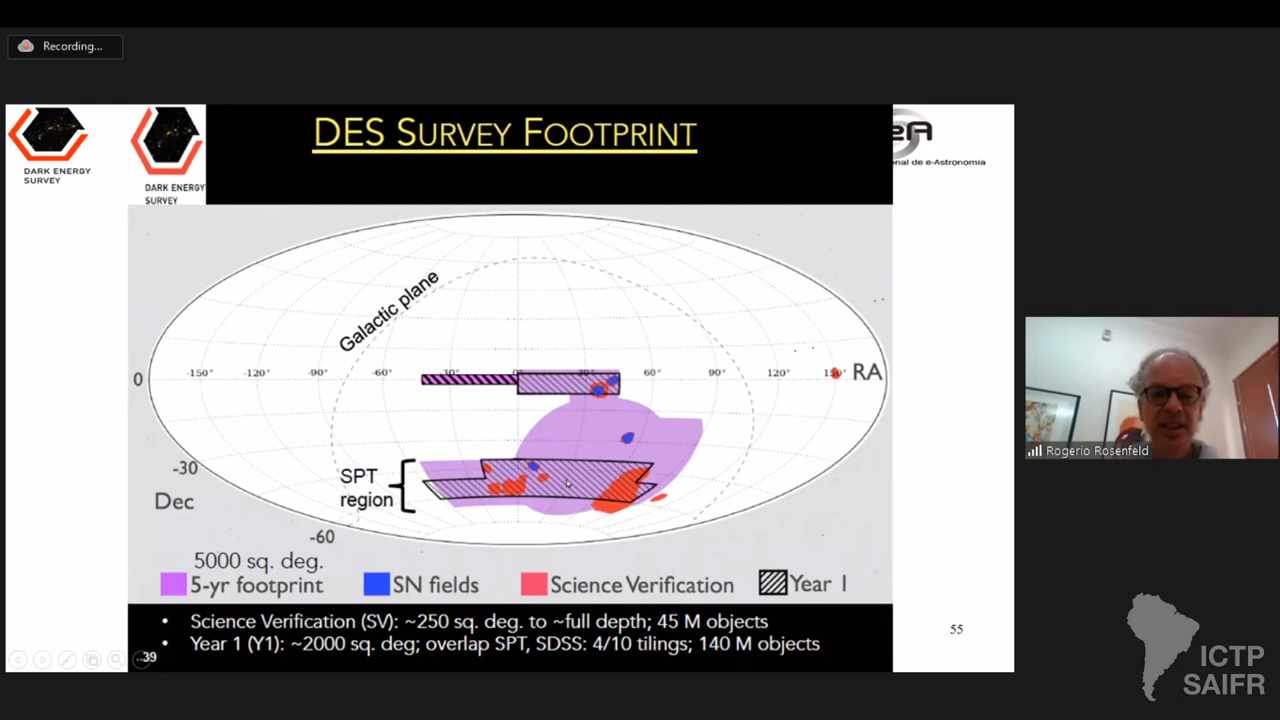 Recording...
DES SURVEY FOOTPRINT
DARK ENERGY
SURVEY
DARK ENERGY
SURVEY
eA
nal de e-Astronomia
Galactic plane
0
-150°
-120°
-90°
-60°
30°
0°
30°
60°
90°
120°
150°
RA
-30
SPT
region
Dec
-60
5000 sq. deg.
5-yr footprint
SN fields
Science Verification
Year 1
• Science Verification (SV): ~250 sq. deg. to ~full depth; 45 M objects
• Year 1 (Y1): ~2000 sq. deg; overlap SPT, SDSS: 4/10 tilings; 140 M objects
39
55
Rogerio Rosenfeld
ICTP
SAIFR